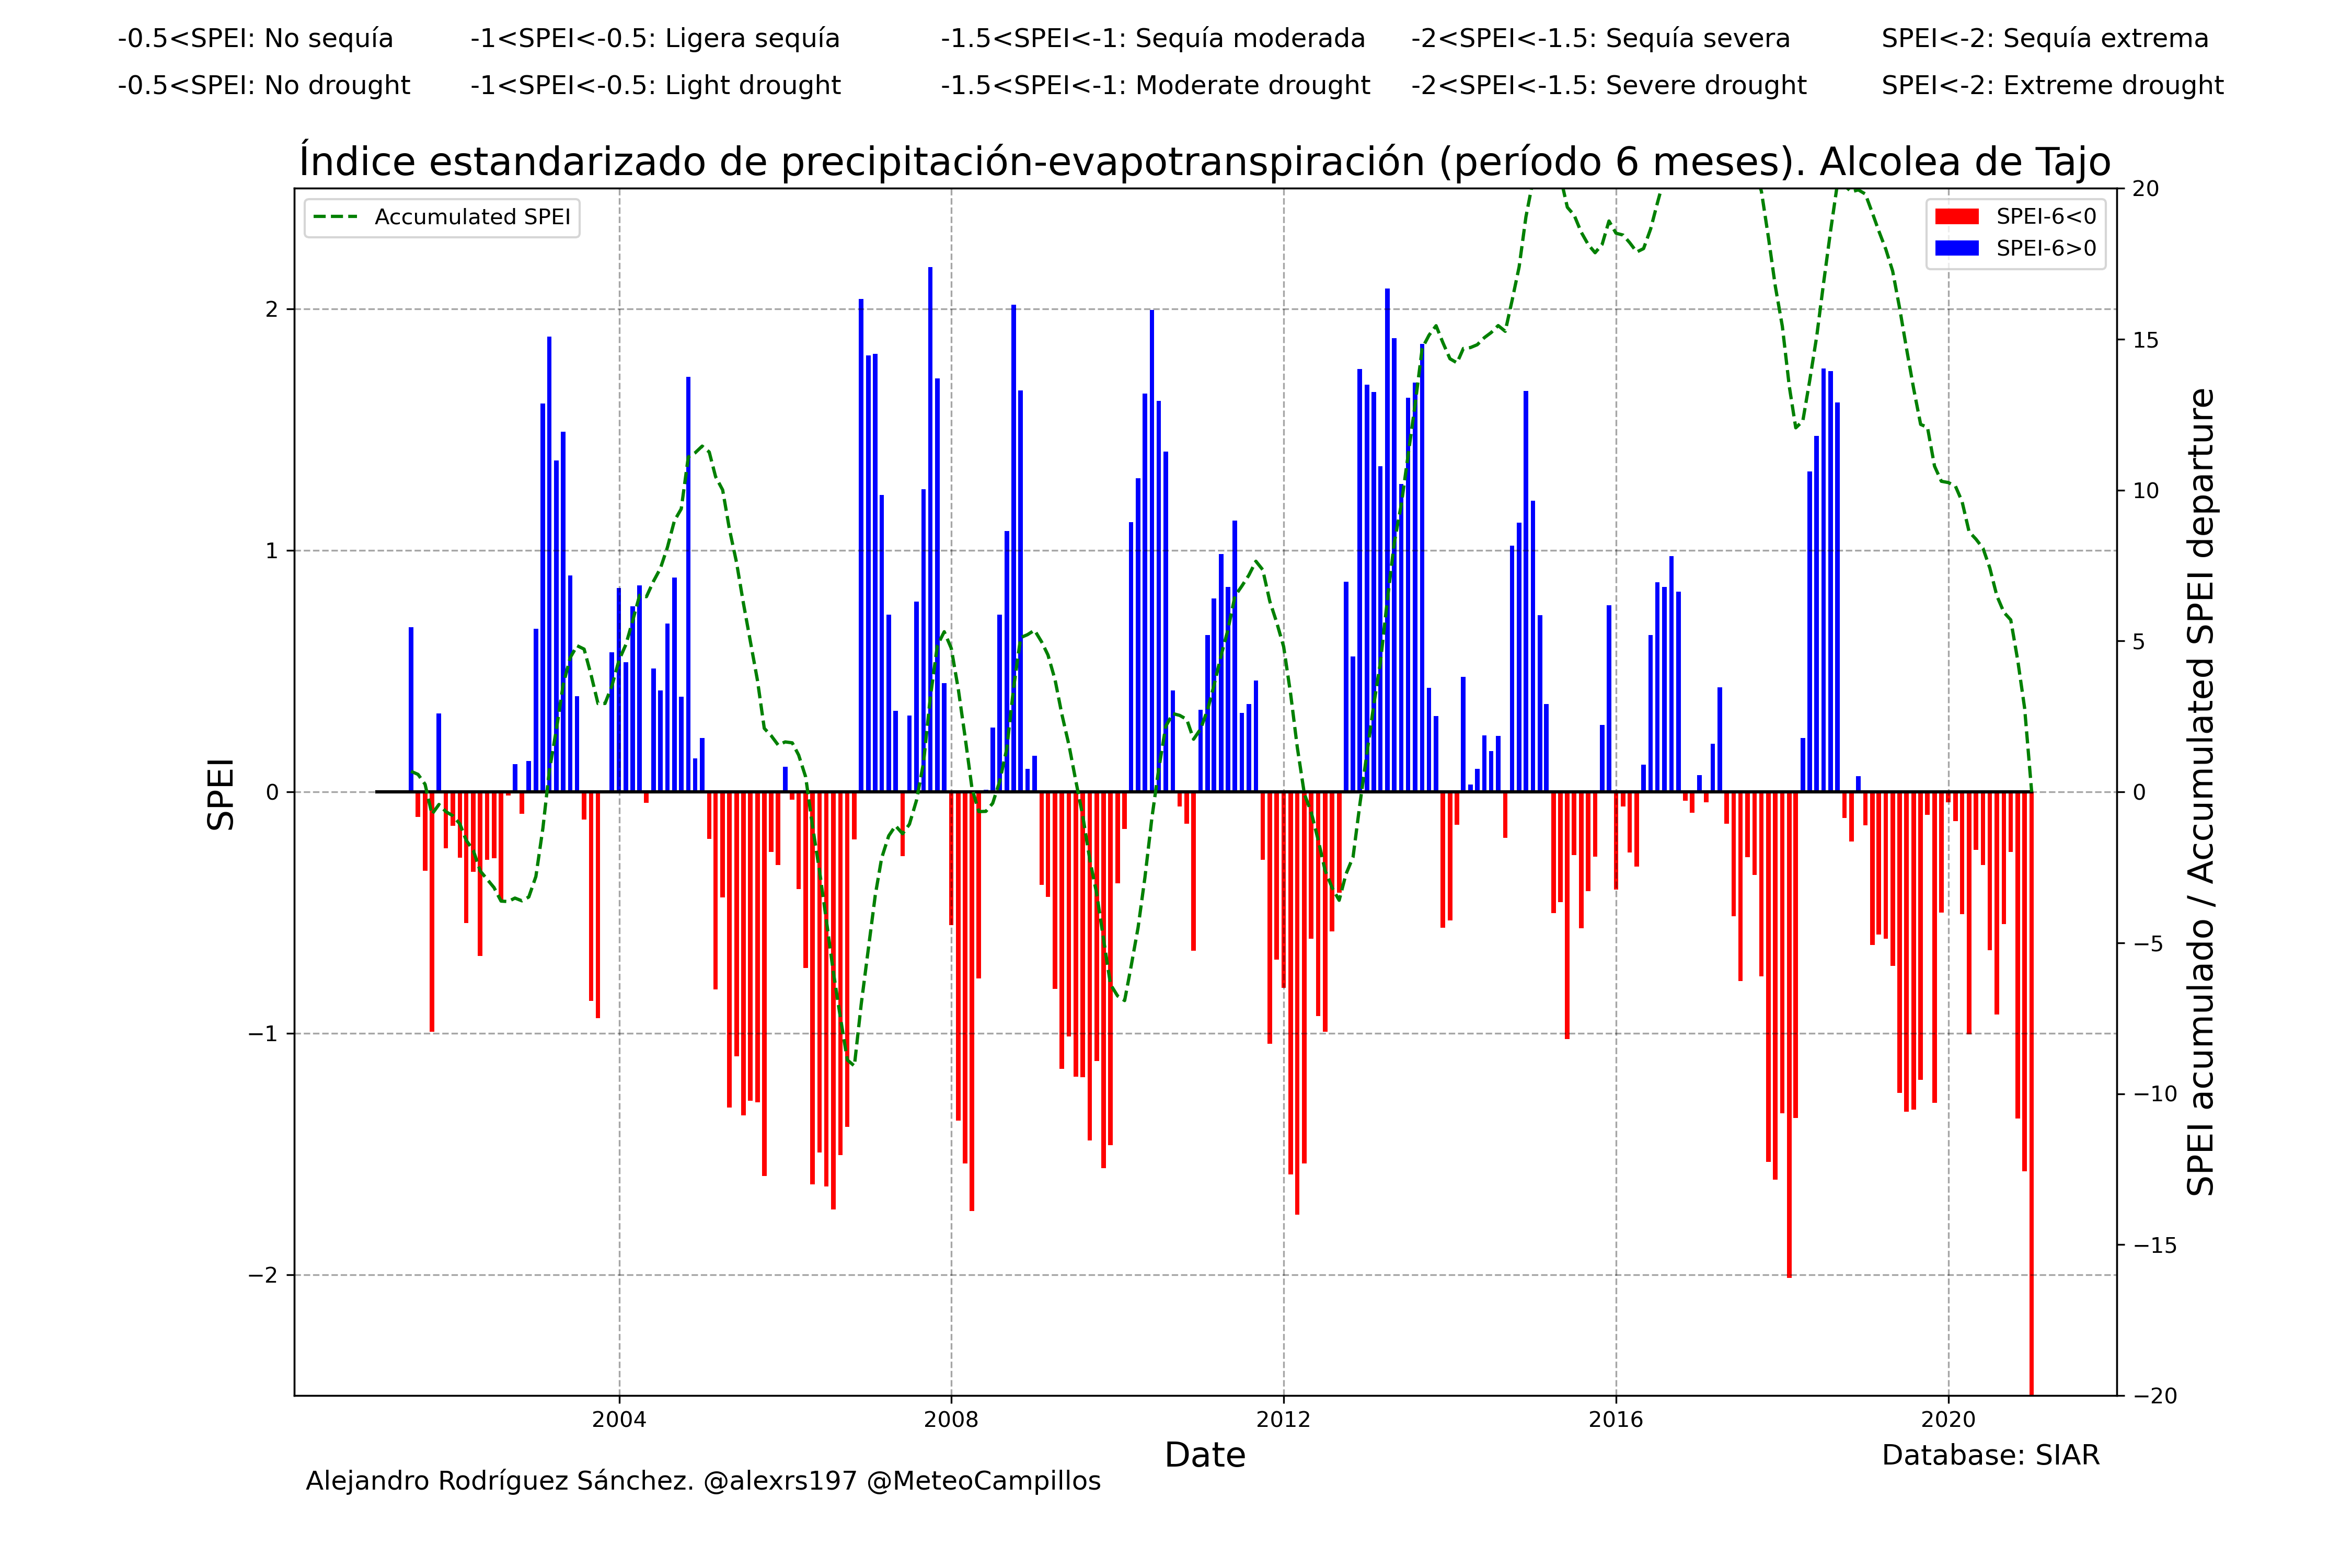 -0.5<SPEI: No sequía -1<SPEI<-0.5: Ligera sequía -1.5<SPEI<-1: Sequía moderada -2<SPEI<-1.5: Sequía severa SPEI<-2: Sequía extrema
-0.5<SPEI: No drought -1<SPEI<-0.5: Light drought -1.5<SPEI<-1: Moderate drought -2<SPEI<-1.5: Severe drought SPEI<-2: Extreme drought
Índice estandarizado de precipitación-evapotranspiración (período 6 meses). Alcolea de Tajo
Accumulated SPEI
SPEI-6<0
SPEI-6>0
SPEI
2
1
0
−1
−2
20
15
10
5
0
−5
−10
−15
−20
SPEI acumulado / Accumulated SPEI departure
2004 2008 2012 2016 2020
Date
Database: SIAR
Alejandro Rodríguez Sánchez. @alexrs197 @MeteoCampillos